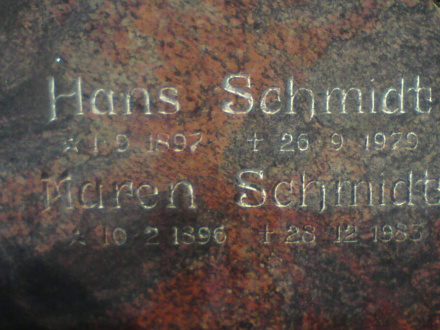 Hans Schmidt
* 1 9 1897 † 26 9 1979
Maren Schmidt
* 10 2 1896 † 28 12 1983